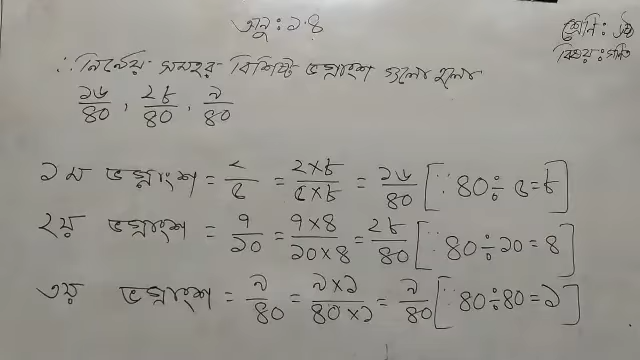 অনু : ১.৪
শ্রেণি : ৬ষ্ঠ
বিষয় : গণিত
∴ নির্ণেয় সমহর বিশিষ্ট ভগ্নাংশ গুলো হলো
১৬/৪০ , ২৮/৪০ , ৯/৪০
১ম ভগ্নাংশ = ২/৫ = ২×৮/৫×৮ = ১৬/৪০ [∵ ৪০ ÷ ৫ = ৮]
২য় ভগ্নাংশ = ৭/১০ = ৭×৪/১০×৪ = ২৮/৪০ [∵ ৪০ ÷ ১০ = ৪]
৩য় ভগ্নাংশ = ৯/৪০ = ৯×১/৪০×১ = ৯/৪০ [∵ ৪০ ÷ ৪০ = ১]